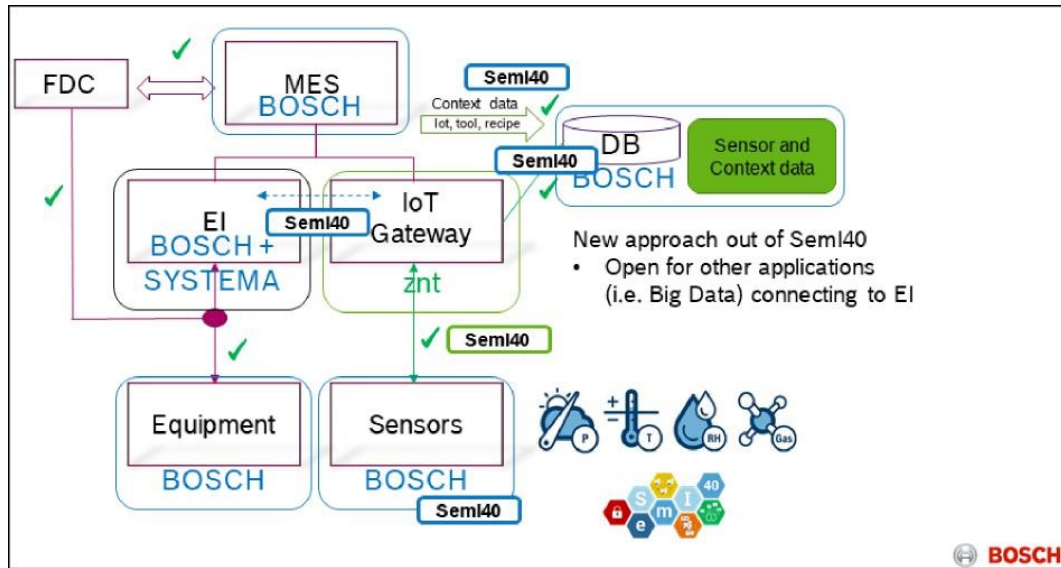 FDC
MES
BOSCH
SemI40
Context data
lot, tool, recipe
SemI40
DB
BOSCH
Sensor and
Context data
EI
BOSCH +
SYSTEMA
SemI40
IoT
Gateway
znt
New approach out of SemI40
• Open for other applications
(i.e. Big Data) connecting to EI
SemI40
Equipment
BOSCH
Sensors
BOSCH
SemI40
P
T
RH
Gas
S
I
40
e
m
BOSCH